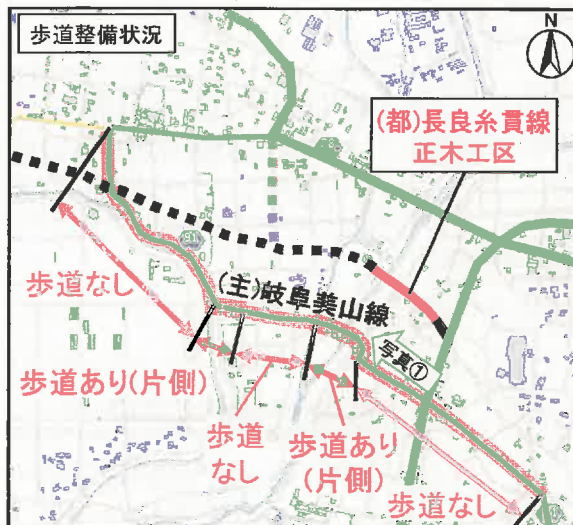 歩道整備状況
N
(都)長良糸貫線
正木工区
91
歩道なし
(主)岐阜美山線
写真①
歩道あり(片側)
歩道
なし
歩道あり
(片側)
歩道なし